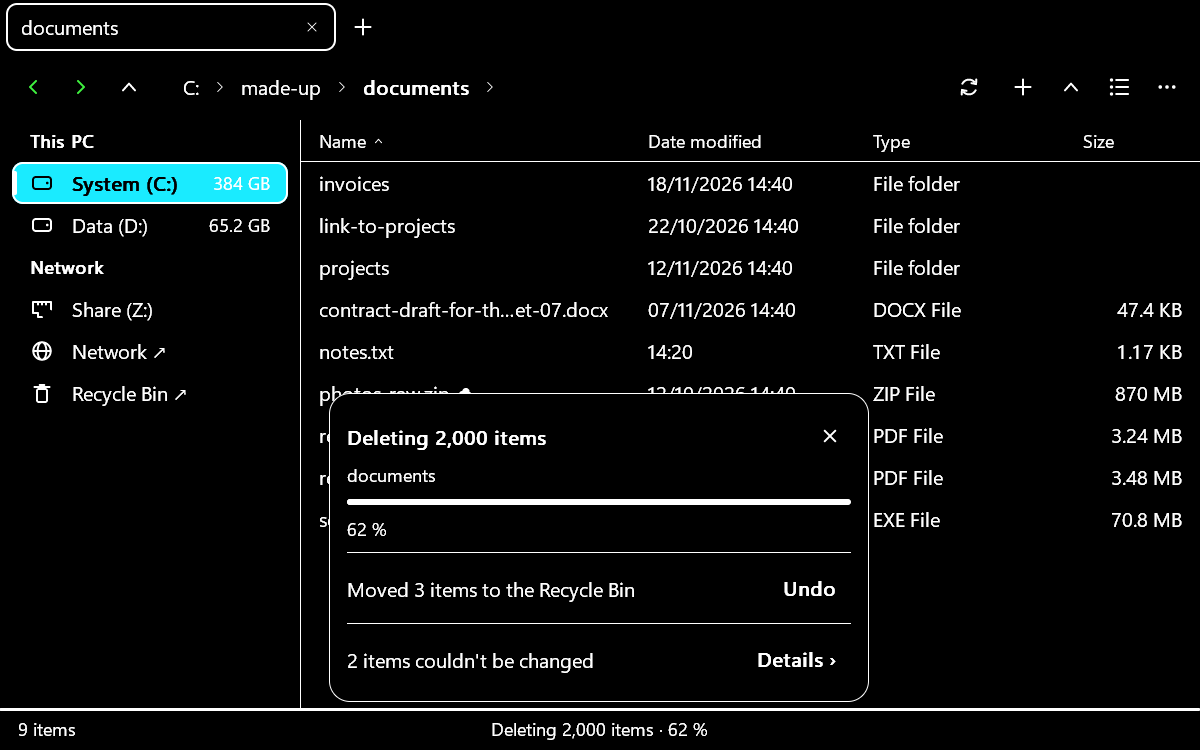 documents
C: made-up documents
This PC
System (C:) 384 GB
Data (D:) 65.2 GB
Network
Share (Z:)
Network ↗
Recycle Bin ↗
Name Date modified Type Size
invoices 18/11/2026 14:40 File folder
link-to-projects 22/10/2026 14:40 File folder
projects 12/11/2026 14:40 File folder
contract-draft-for-th...et-07.docx 07/11/2026 14:40 DOCX File 47.4 KB
notes.txt 14:20 TXT File 1.17 KB
ZIP File 870 MB
PDF File 3.24 MB
PDF File 3.48 MB
EXE File 70.8 MB
Deleting 2,000 items
documents
62 %
Moved 3 items to the Recycle Bin Undo
2 items couldn't be changed Details ›
9 items Deleting 2,000 items · 62 %